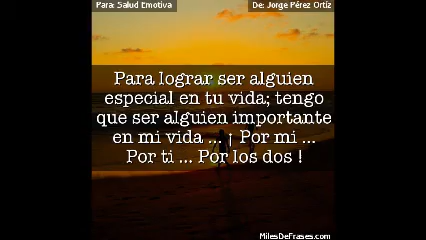 Para: Salud Emotiva
De: Jorge Pérez Ortíz
Para lograr ser alguien
especial en tu vida; tengo
que ser alguien importante
en mi vida ... ¡ Por mi ...
Por ti ... Por los dos !
MilesDeFrases.com